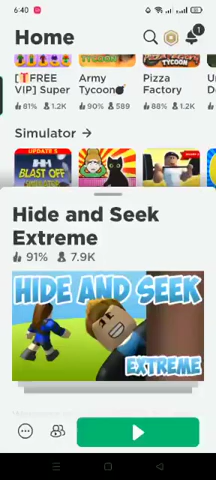 6:40
Home
1
TYCOON
[🎁FREE
VIP] Super
81% 1.2K
Army
Tycoon💣
90% 589
Pizza
Factory
88% 1.2K
Simulator →
UPDATE 5
BLAST OFF
Hide and Seek
Extreme
91% 7.9K
HIDE AND SEEK
EXTREME